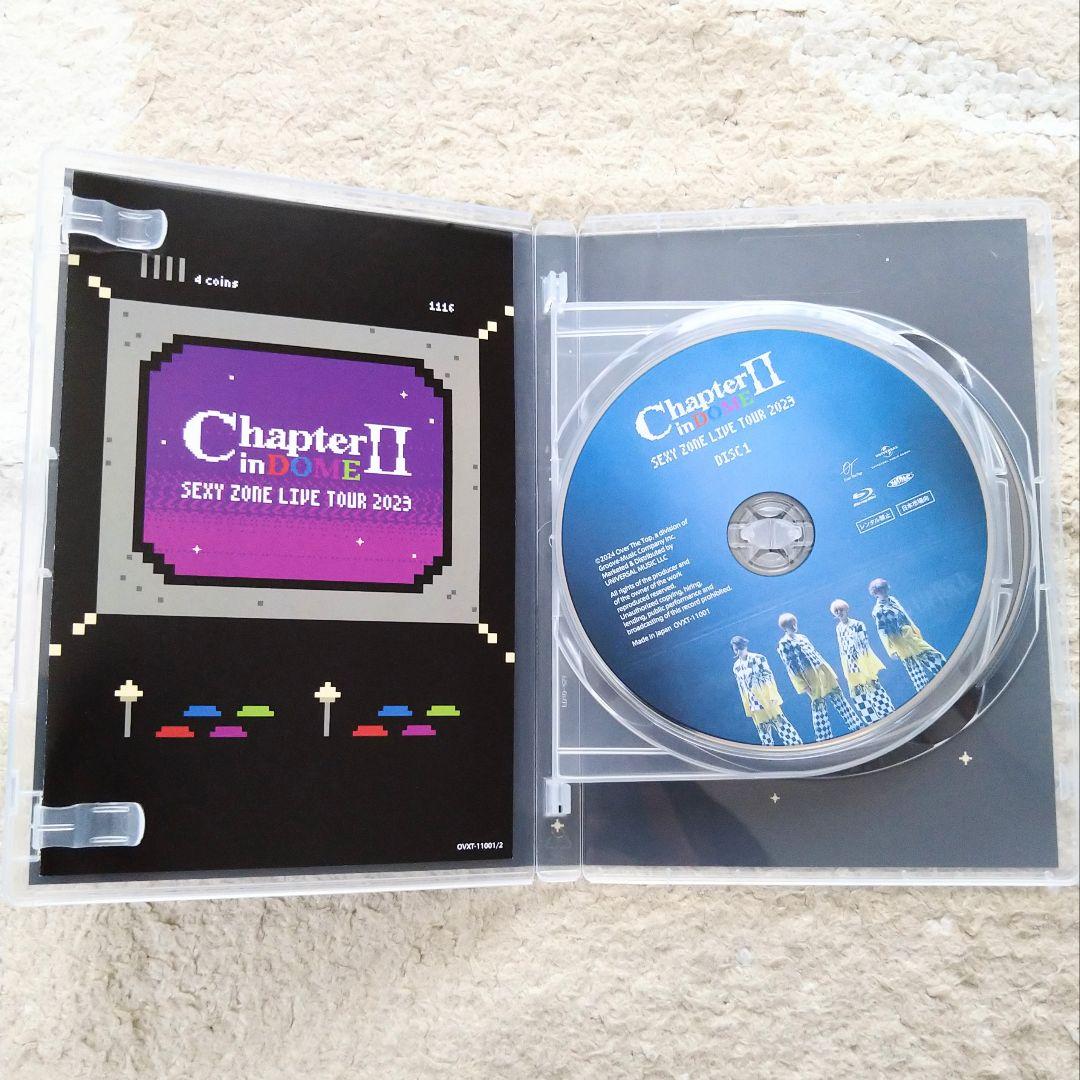 4 coins
1116
Chapter II
in DOME
SEXY ZONE LIVE TOUR 2023
OVXT-11001/2
Chapter II
in DOME
SEXY ZONE LIVE TOUR 2023
DISC 1
©2024 Over The Top, a division of
Groove-Music Company Inc.
Marketed & Distributed by
UNIVERSAL MUSIC LLC
All rights of the producer and
of the owner of the work
reproduced reserved.
Unauthorized copying, hiring,
lending, public performance and
broadcasting of this record prohibited.
Made in Japan OVXT-11001
レンタル禁止
日本市場向